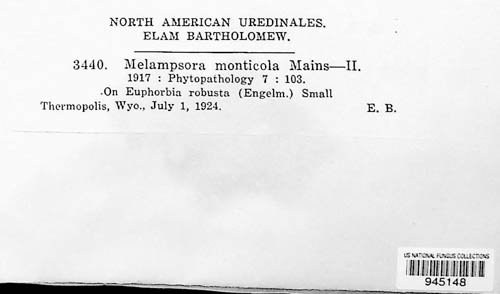 NORTH AMERICAN UREDINALES.
ELAM BARTHOLOMEW.
3440. Melampsora monticola Mains—II.
1917 : Phytopathology 7 : 103.
On Euphorbia robusta (Engelm.) Small
Thermopolis, Wyo., July 1, 1924. E. B.
US NATIONAL FUNGUS COLLECTIONS
945148